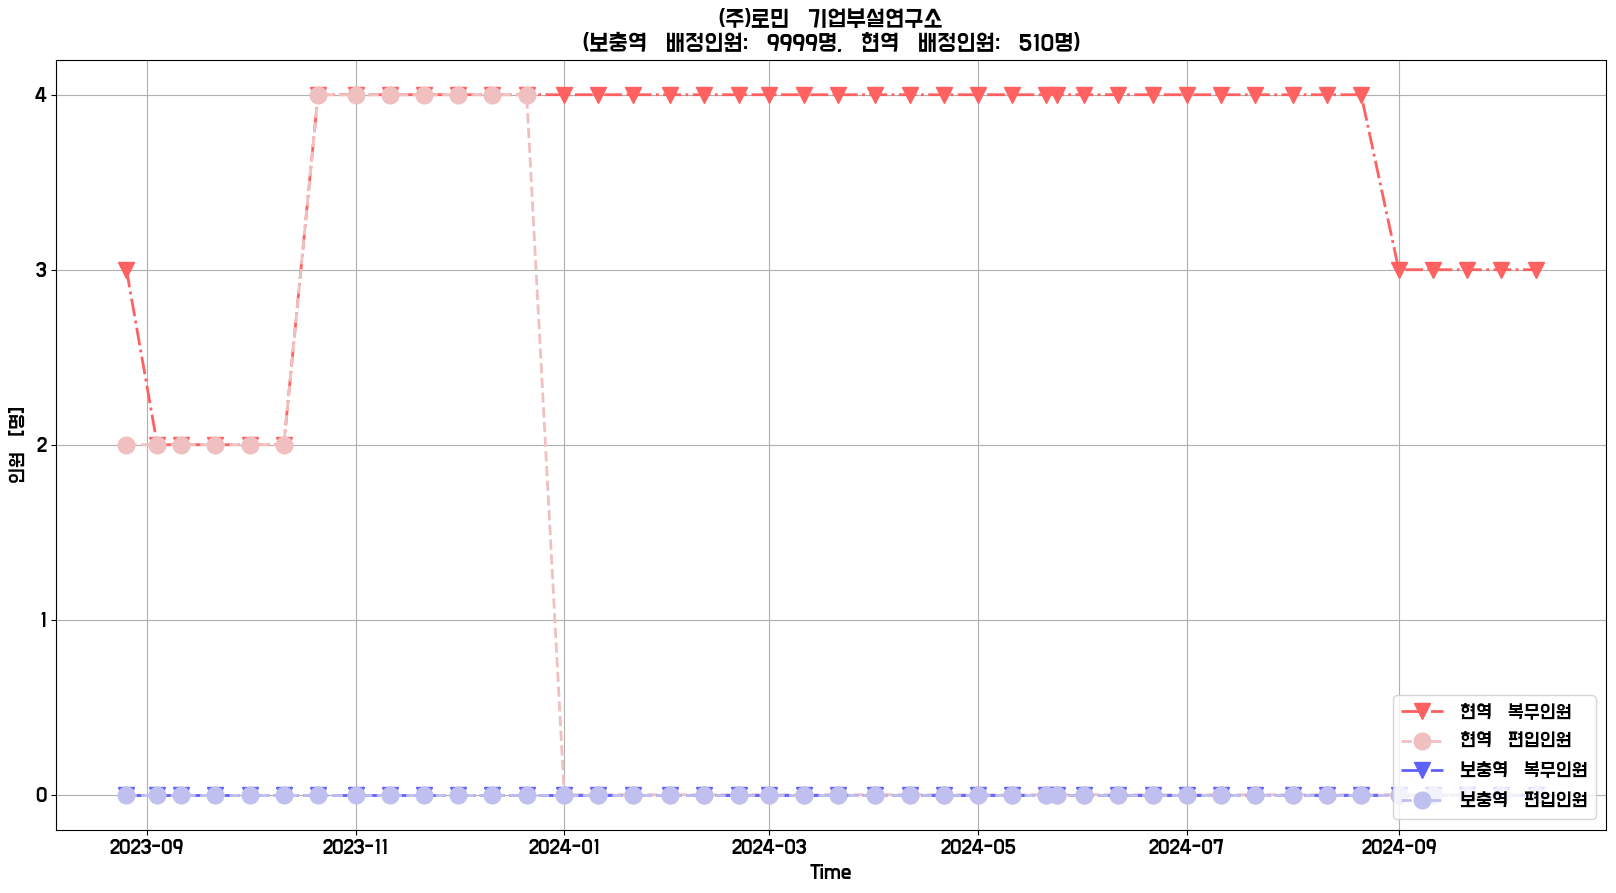 (주)로민 기업부설연구소
(보충역 배정인원: 9999명, 현역 배정인원: 510명)
인원 [명]
4
3
2
1
0
2023-09 2023-11 2024-01 2024-03 2024-05 2024-07 2024-09
Time
현역 복무인원
현역 편입인원
보충역 복무인원
보충역 편입인원